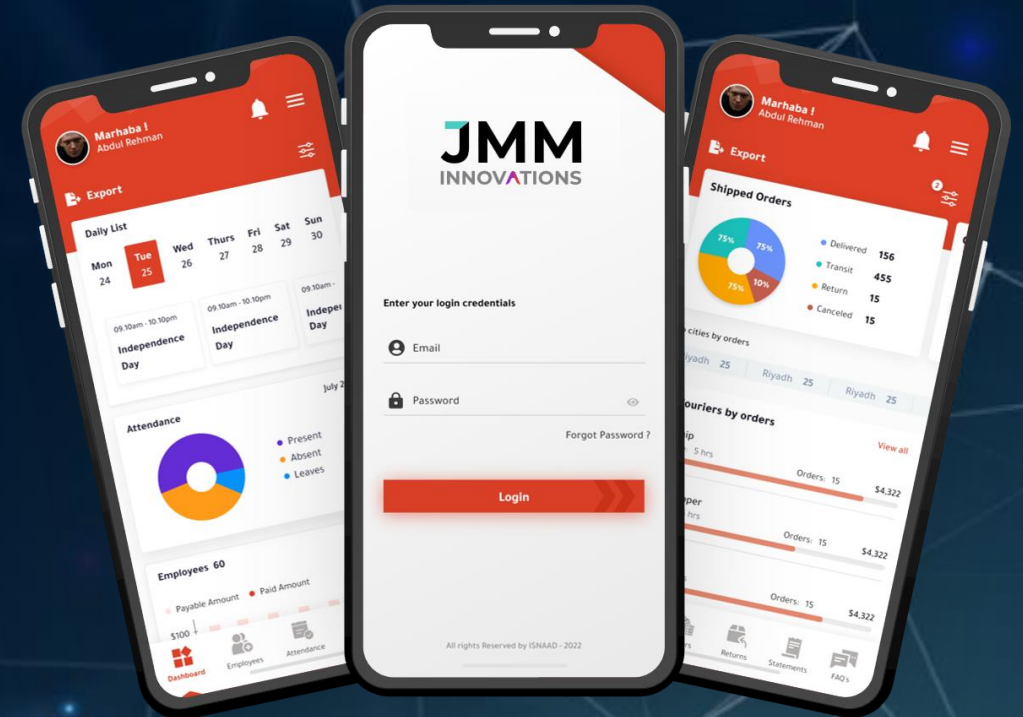 Marhaba !
Abdul Rehman
Export
Daily List
Mon Tue Wed Thurs Fri Sat Sun
24 25 26 27 28 29 30
09.10am - 10.10pm
Independence
Day
09.10am - 10.10pm
Independence
Day
09.10am -
Day
Attendance
July
Present
Absent
Leaves
Employees 60
Payable Amount
Paid Amount
$100
Dashboard
Employees
Attendance
JMM
INNOVATIONS
Enter your login credentials
Email
Password
Forgot Password ?
Login
All rights Reserved by ISNAAD - 2022
Marhaba !
Abdul Rehman
Export
2
Shipped Orders
75% 75%
75% 10%
Delivered 156
Transit 455
Return 15
Canceled 15
cities by orders
Riyadh 25 Riyadh 25
25
by orders
View all
5 hrs
Orders: 15 $4,322
hrs
Orders: 15 $4,322
Orders: 15 $4,322
Returns
Statements
FAQs